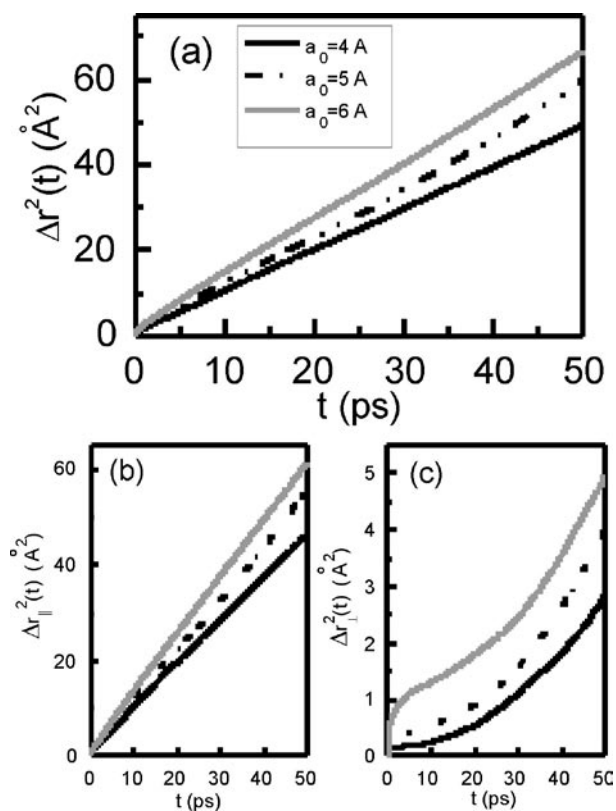 (a)
a₀=4 A
a₀=5 A
a₀=6 A
Δr²(t) (Å²)
60
40
20
0
0 10 20 30 40 50
t (ps)
(b)
Δr∥²(t) (Å²)
60
40
20
0
0 10 20 30 40 50
t (ps)
(c)
Δr⊥²(t) (Å²)
5
4
3
2
1
0
0 10 20 30 40 50
t (ps)